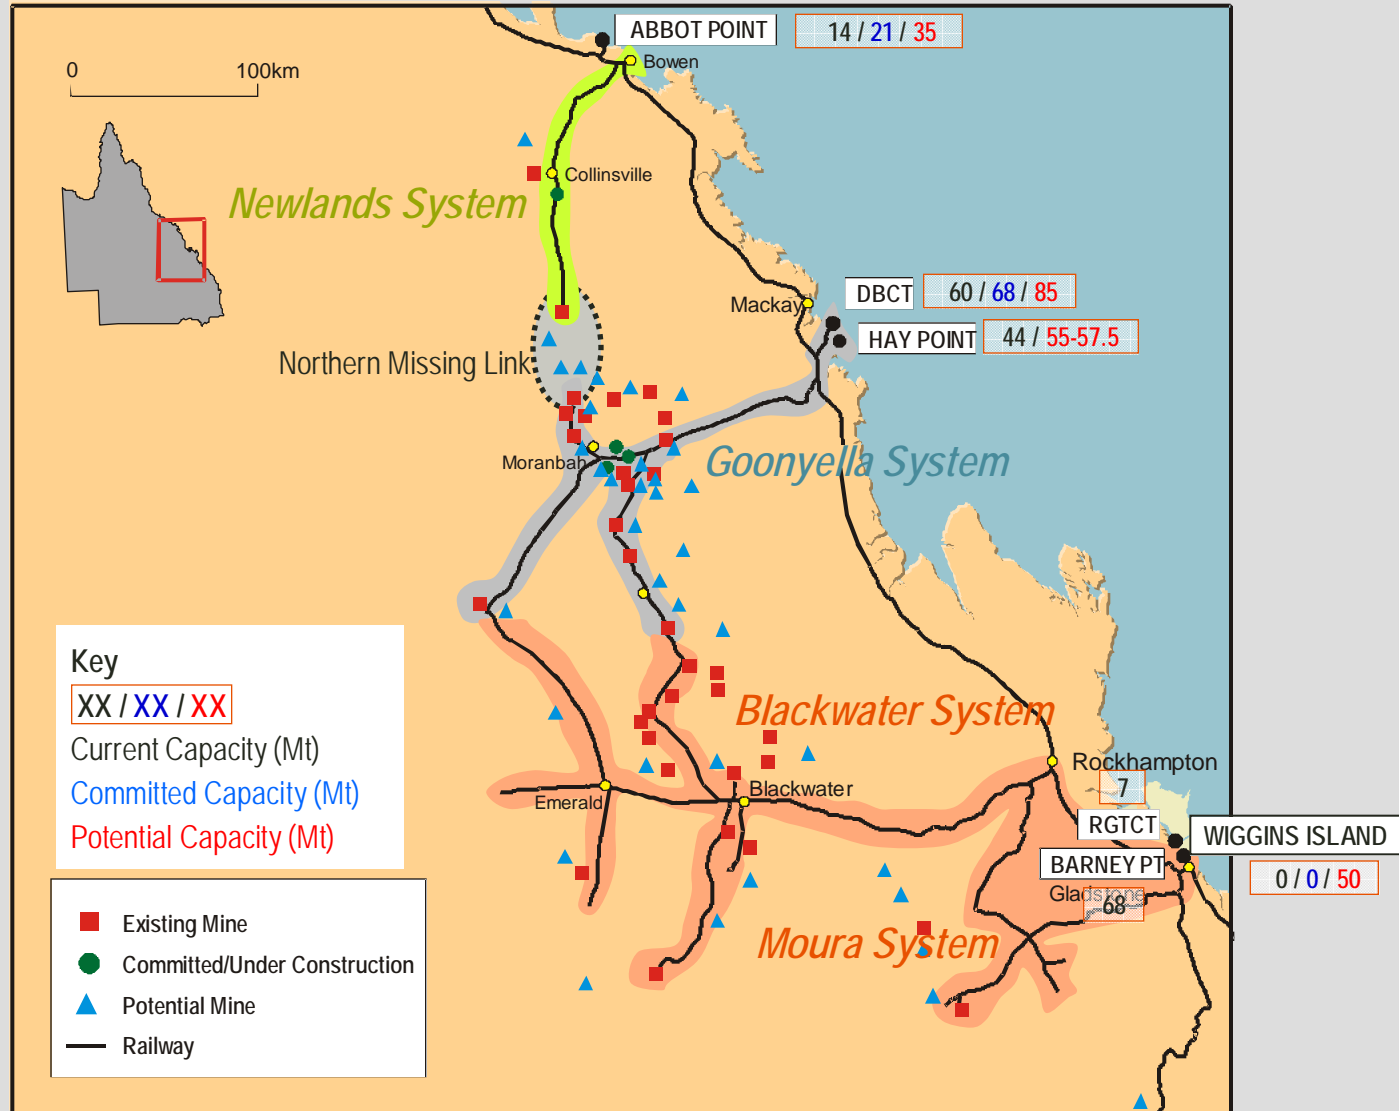 ABBOT POINT
14 / 21 / 35
Bowen
0
100km
Collinsville
Newlands System
DBCT
60 / 68 / 85
Mackay
HAY POINT
44 / 55-57.5
Northern Missing Link
Moranbah
Goonyella System
Key
XX / XX / XX
Current Capacity (Mt)
Committed Capacity (Mt)
Potential Capacity (Mt)
Blackwater System
Rockhampton
7
Emerald
Blackwater
RGTCT
WIGGINS ISLAND
BARNEY PT
0 / 0 / 50
Gladstone
68
Moura System
Existing Mine
Committed/Under Construction
Potential Mine
Railway